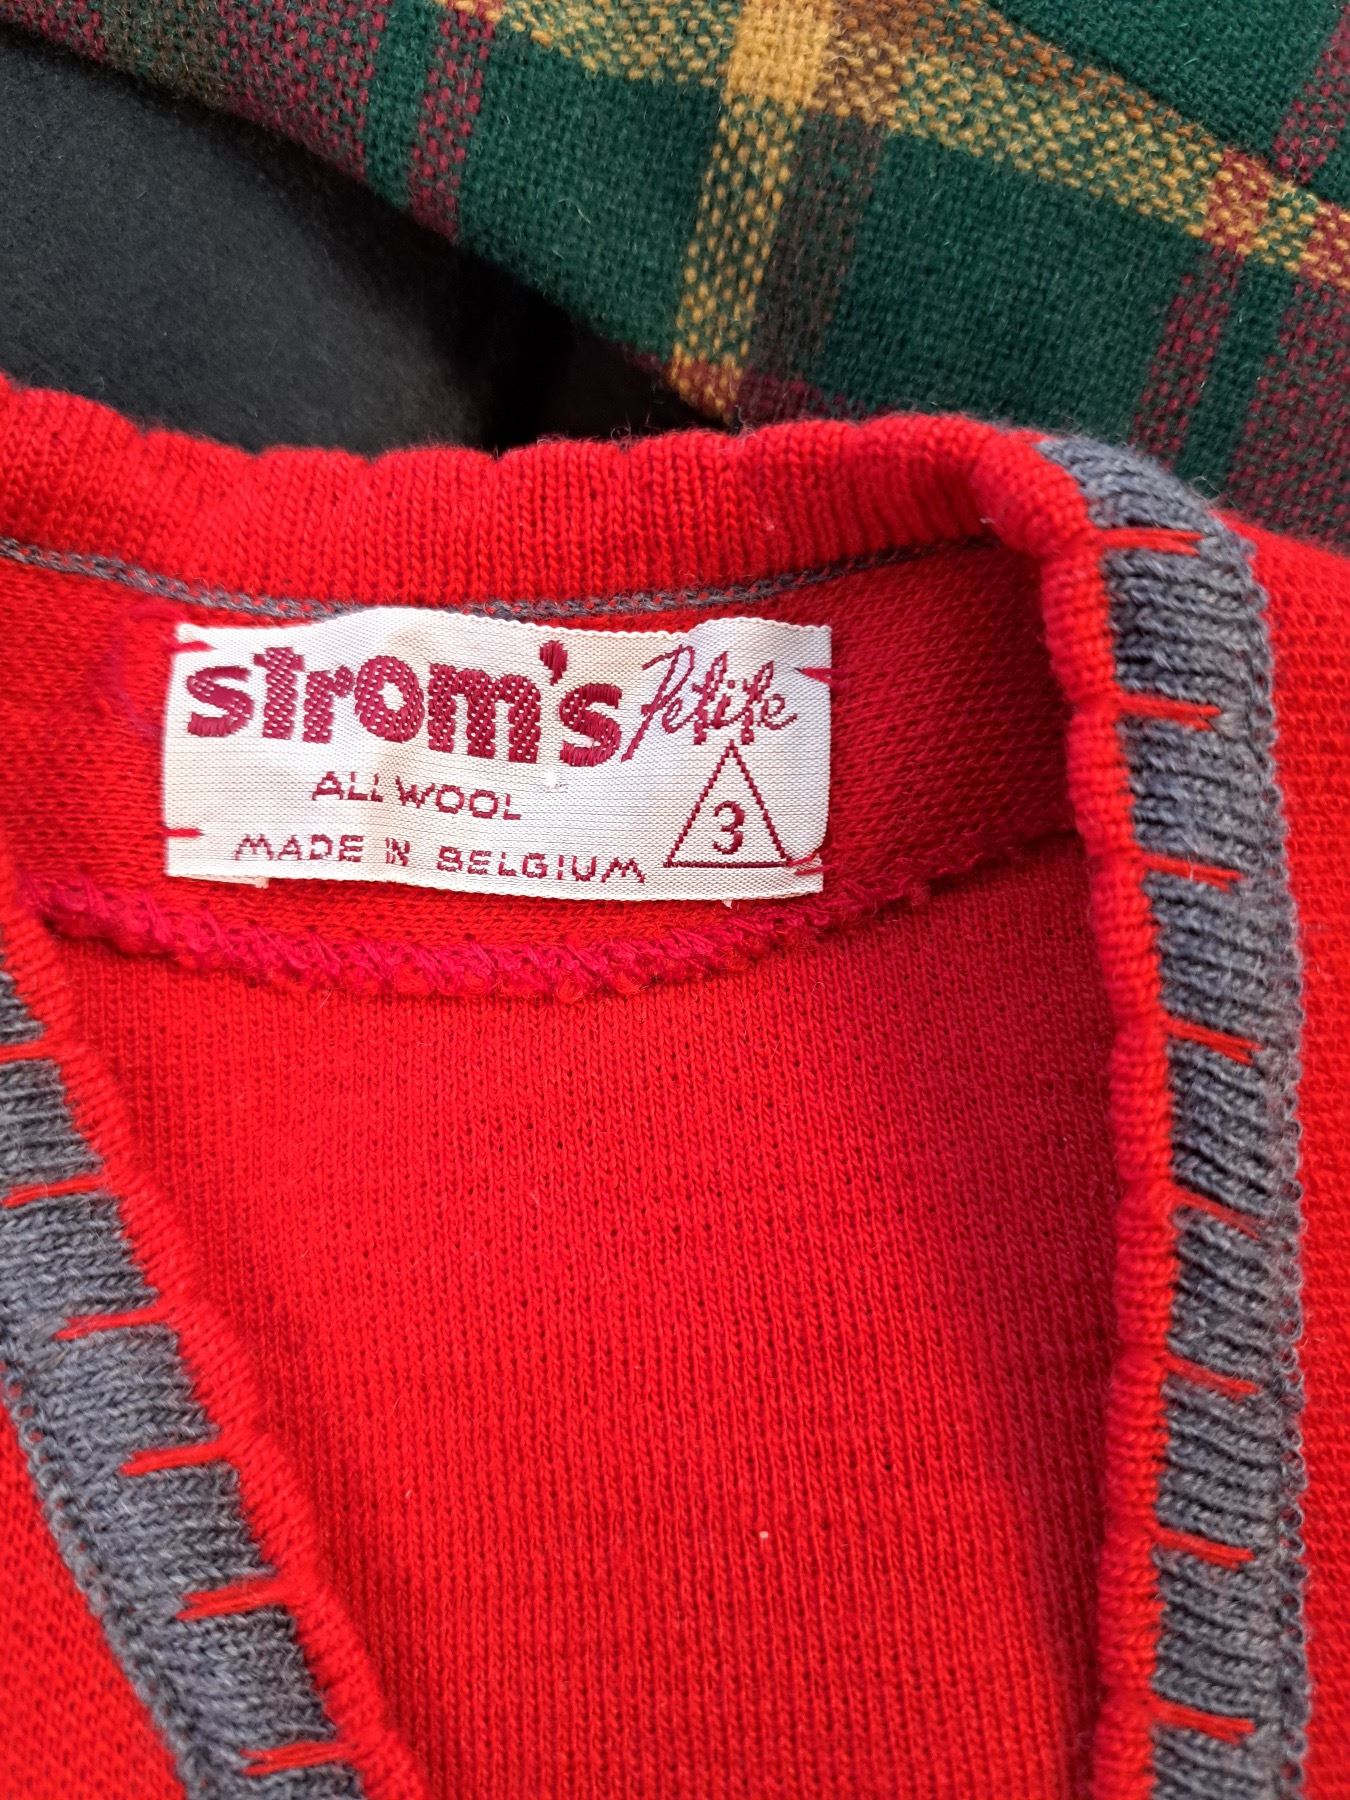 strom's Petite
ALL WOOL
MADE IN BELGIUM 3